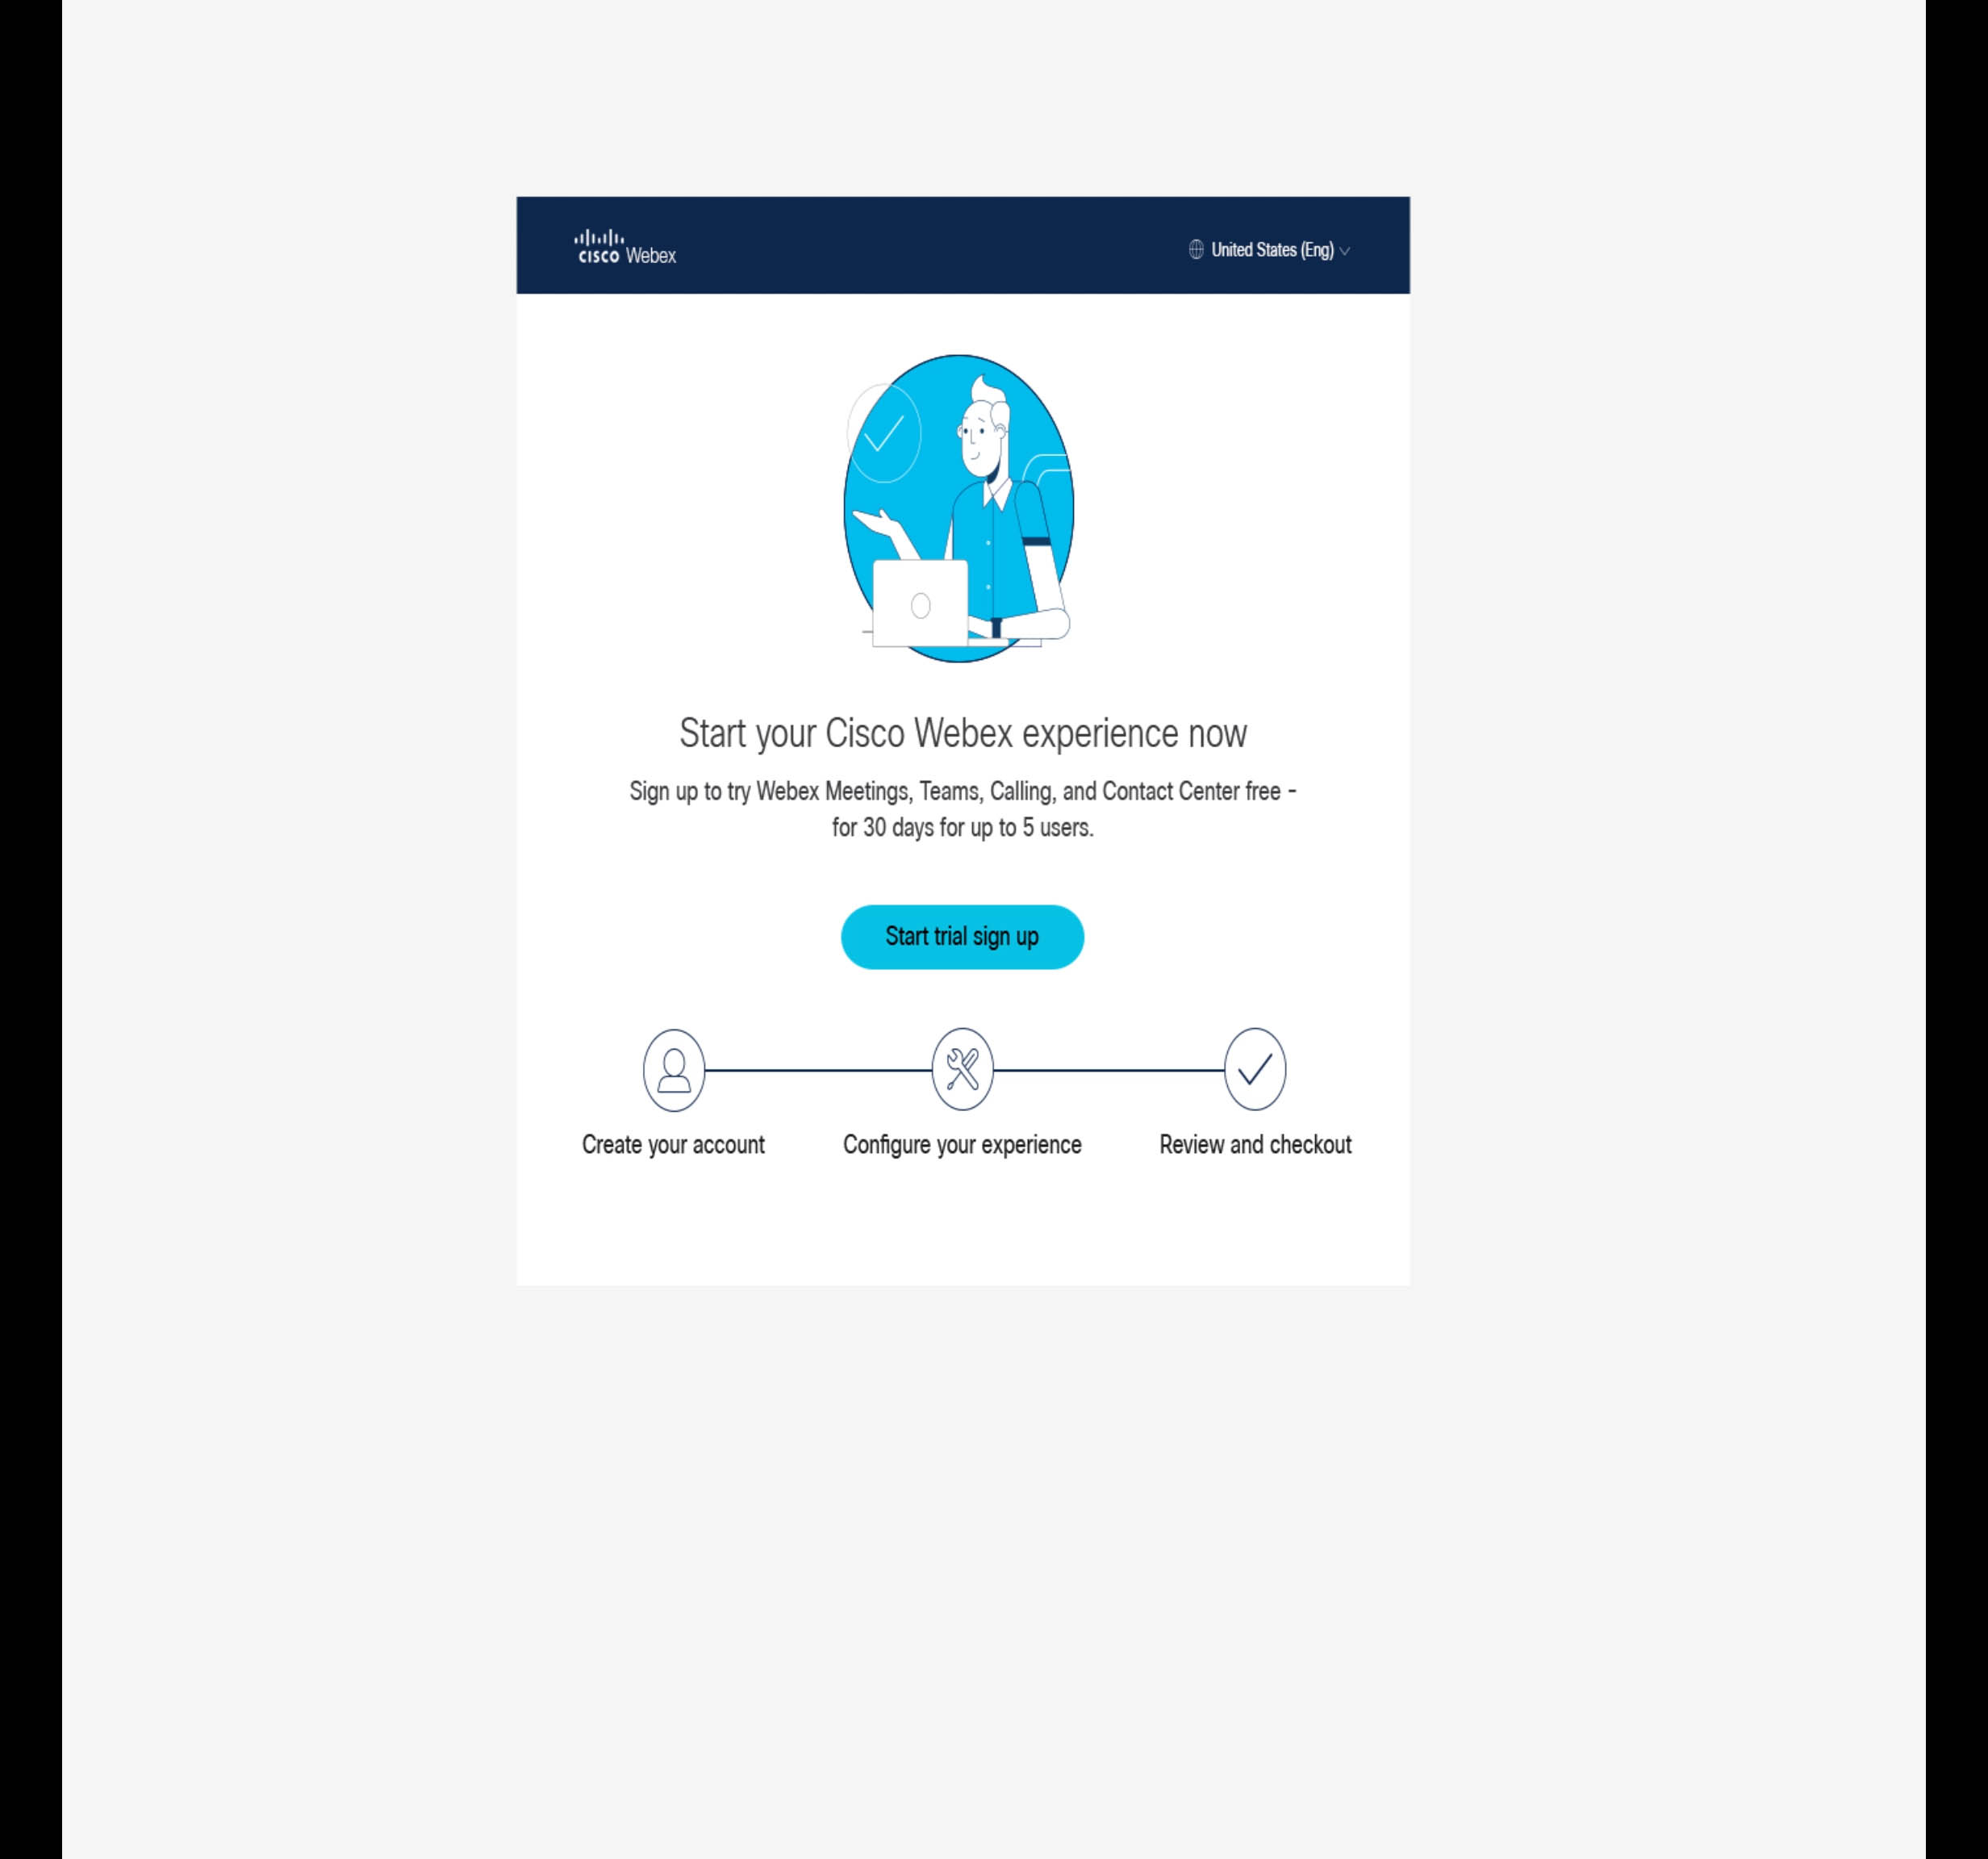 cisco Webex
United States (Eng)
Start your Cisco Webex experience now
Sign up to try Webex Meetings, Teams, Calling, and Contact Center free -
for 30 days for up to 5 users.
Start trial sign up
Create your account
Configure your experience
Review and checkout